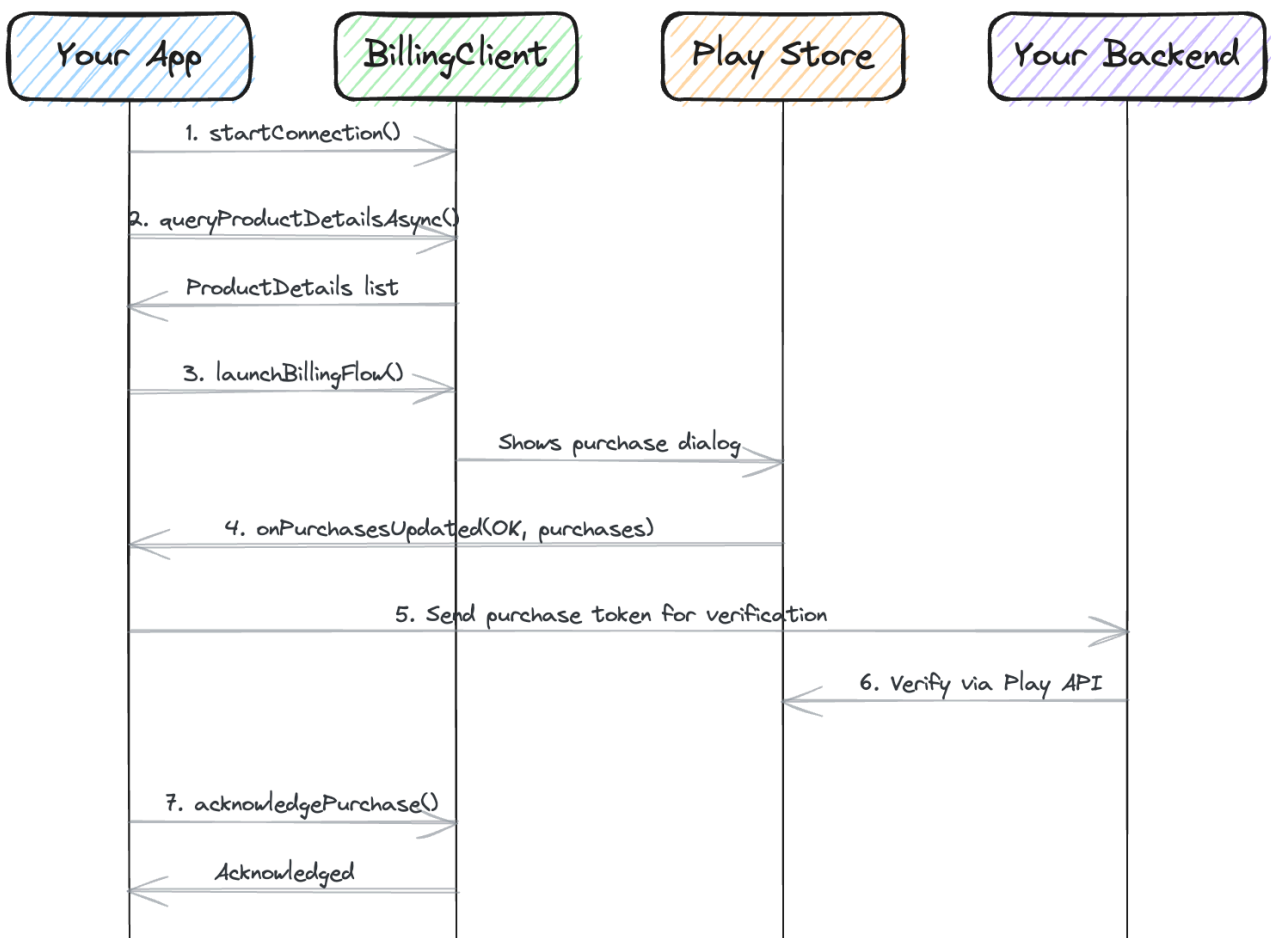 Your App
BillingClient
Play Store
Your Backend
1. startConnection()
2. queryProductDetailsAsync()
ProductDetails list
3. launchBillingFlow()
Shows purchase dialog
4. onPurchasesUpdated(OK, purchases)
5. Send purchase token for verification
6. Verify via Play API
7. acknowledgePurchase()
Acknowledged